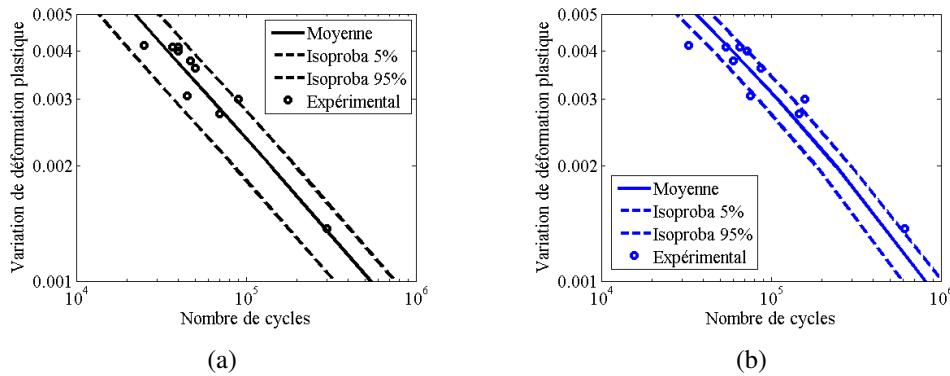 0.005
0.004
0.003
0.002
0.001
Variation de déformation plastique
Moyenne
Isoproba 5%
Isoproba 95%
Expérimental
10^4
10^5
10^6
Nombre de cycles
(a)
0.005
0.004
0.003
0.002
0.001
Variation de déformation plastique
Moyenne
Isoproba 5%
Isoproba 95%
Expérimental
10^4
10^5
10^6
Nombre de cycles
(b)